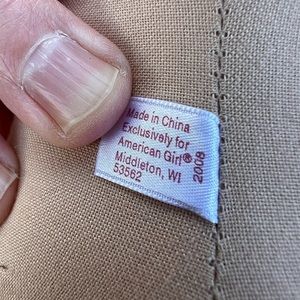 Made in China
Exclusively for
American Girl®
Middleton, WI
53562
2008